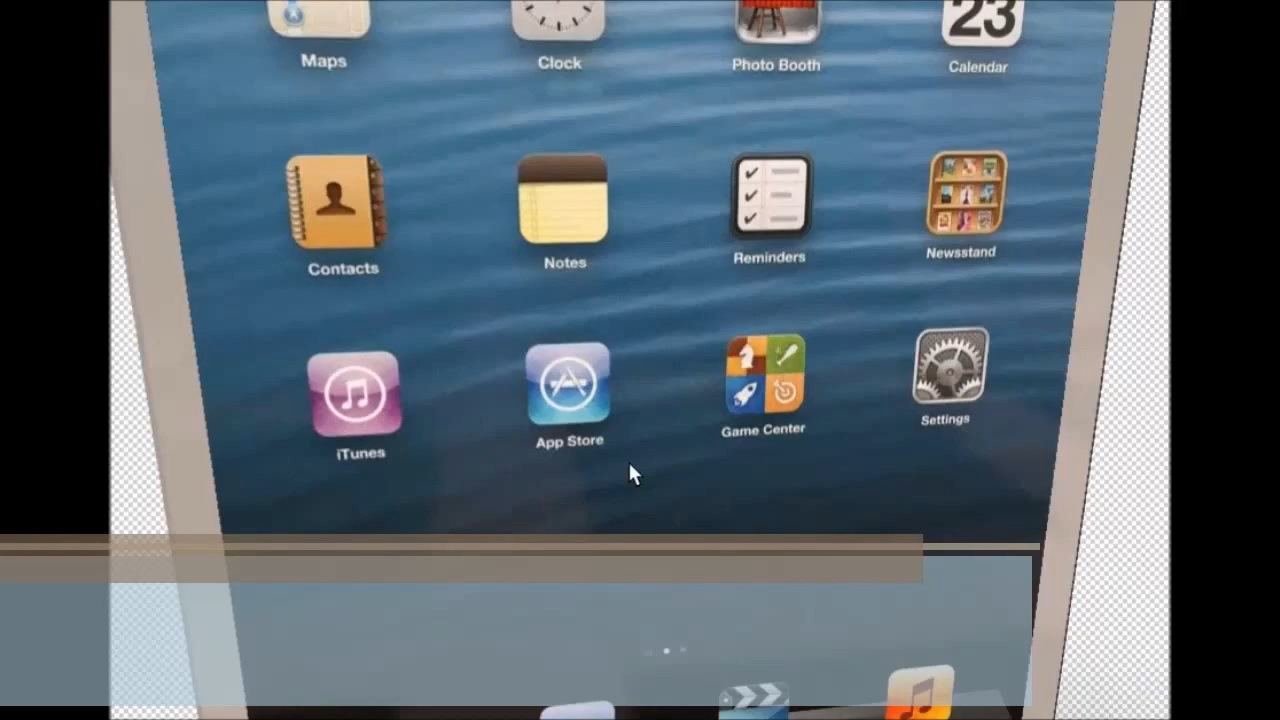 23
Maps
Clock
Photo Booth
Calendar
Contacts
Notes
Reminders
Newsstand
iTunes
App Store
Game Center
Settings